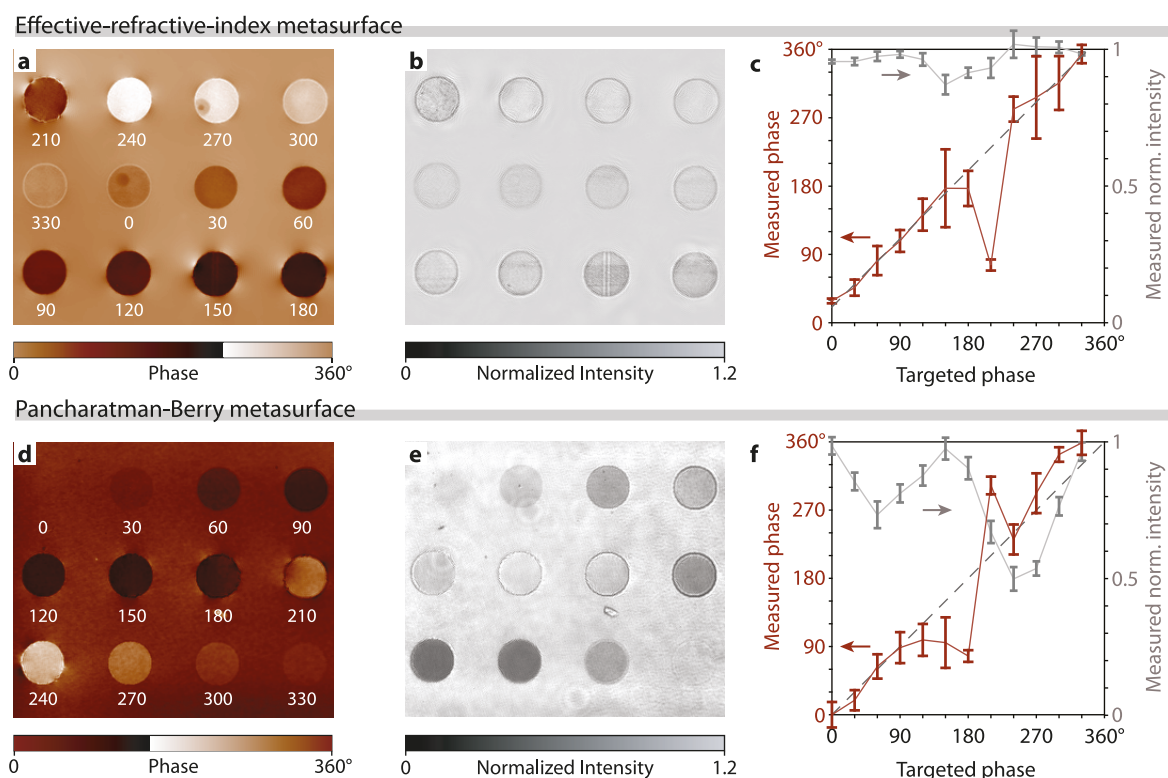 Effective-refractive-index metasurface
a
210 240 270 300
330 0 30 60
90 120 150 180
0 Phase 360°
b
0 Normalized Intensity 1.2
c
Measured phase
360°
270
180
90
0
0 90 180 270 360°
Targeted phase
1
0.5
0
Measured norm. intensity
Pancharatman-Berry metasurface
d
0 30 60 90
120 150 180 210
240 270 300 330
0 Phase 360°
e
0 Normalized Intensity 1.2
f
Measured phase
360°
270
180
90
0
0 90 180 270 360°
Targeted phase
1
0.5
0
Measured norm. intensity